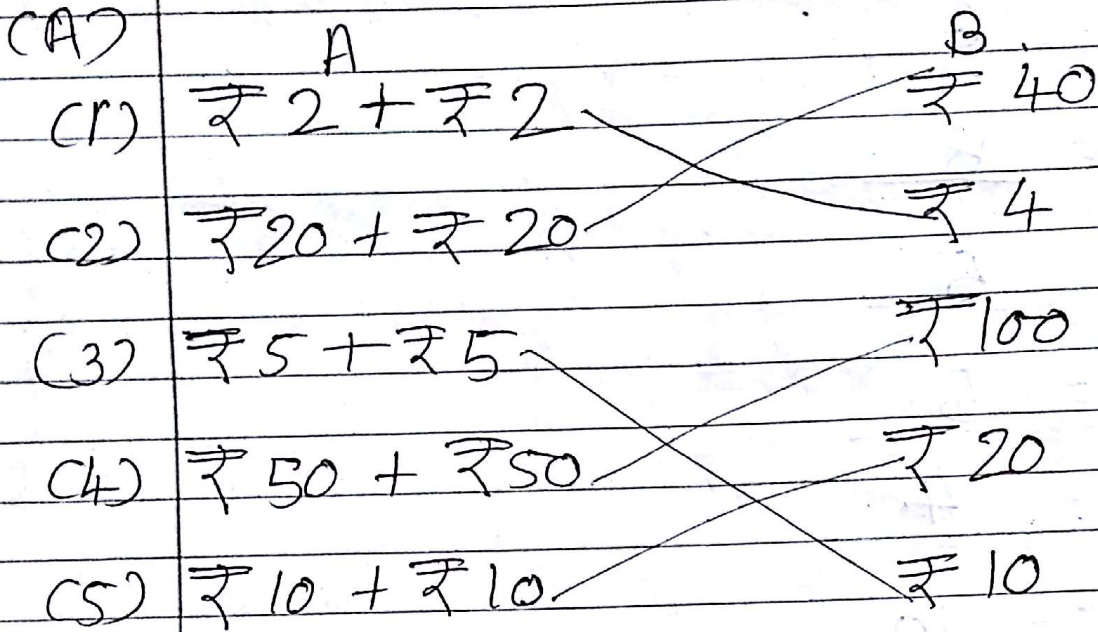 (A)
A B
(1) ₹ 2 + ₹ 2 ₹ 40
(2) ₹ 20 + ₹ 20 ₹ 4
(3) ₹ 5 + ₹ 5 ₹ 100
(4) ₹ 50 + ₹ 50 ₹ 20
(5) ₹ 10 + ₹ 10 ₹ 10